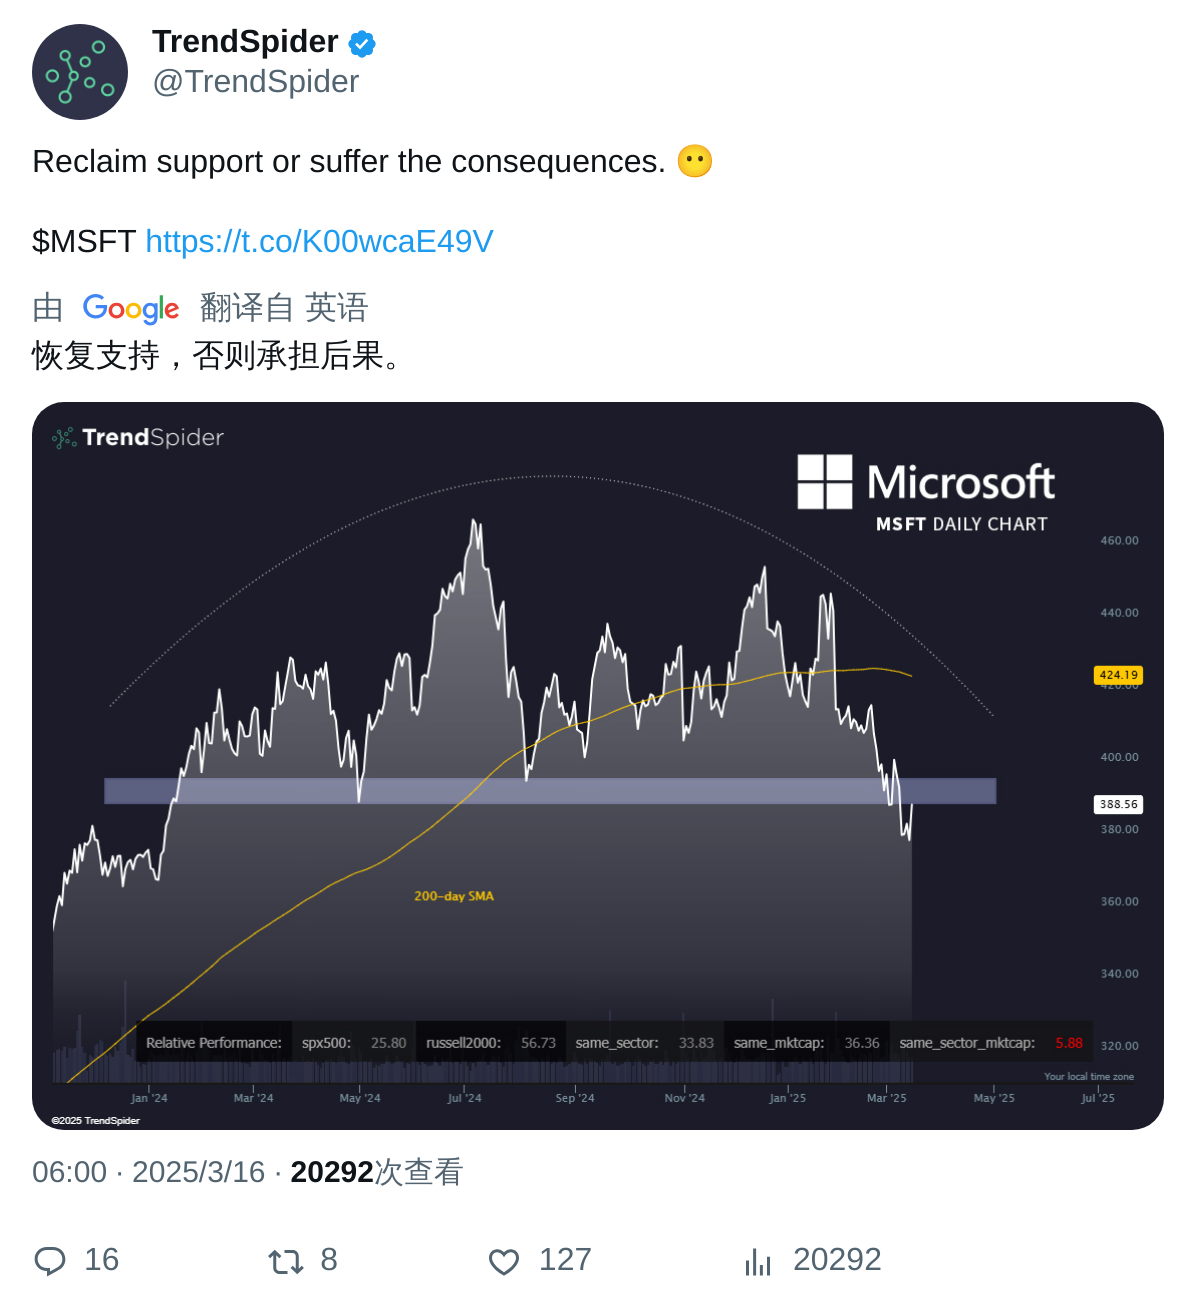 TrendSpider
@TrendSpider
Reclaim support or suffer the consequences. 😶
$MSFT https://t.co/K00wcaE49V
由 Google 翻译自 英语
恢复支持，否则承担后果。
TrendSpider
Microsoft
MSFT DAILY CHART
460.00
440.00
424.19
420.00
400.00
388.56
380.00
360.00
200-day SMA
340.00
320.00
Relative Performance: spx500: 25.80 russell2000: 56.73 same_sector: 33.83 same_mktcap: 36.36 same_sector_mktcap: 5.88
Your local time zone
Jan '24 Mar '24 May '24 Jul '24 Sep '24 Nov '24 Jan '25 Mar '25 May '25 Jul '25
©2025 TrendSpider
06:00 · 2025/3/16 · 20292次查看
16 8 127 20292